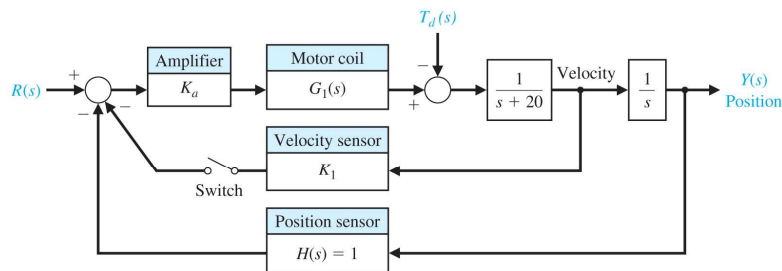 T_d(s)
Amplifier
Motor coil
R(s)
+
−
−
K_a
G_1(s)
−
+
1
s + 20
Velocity
1
s
Y(s)
Position
Velocity sensor
K_1
Switch
Position sensor
H(s) = 1